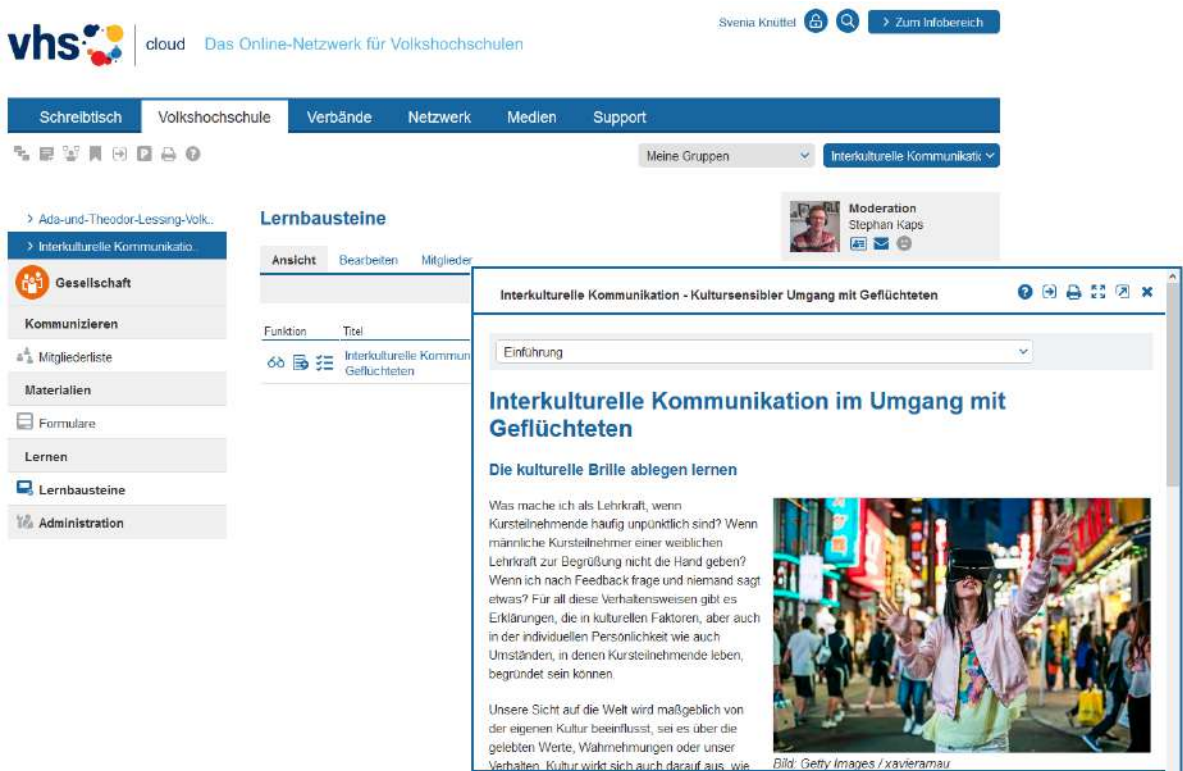 Svenia Knüttel
> Zum Infobereich
vhs
cloud Das Online-Netzwerk für Volkshochschulen
Schreibtisch Volkshochschule Verbände Netzwerk Medien Support
Meine Gruppen
Interkulturelle Kommunikatic
> Ada-und-Theodor-Lessing-Volk..
> Interkulturelle Kommunikatio..
Gesellschaft
Kommunizieren
Mitgliederliste
Materialien
Formulare
Lernen
Lernbausteine
Administration
Lernbausteine
Ansicht Bearbeiten Mitglieder
Funktion Titel
Interkulturelle Kommun
Geflüchteten
Moderation
Stephan Kaps
Interkulturelle Kommunikation - Kultursensibler Umgang mit Geflüchteten
Einführung
Interkulturelle Kommunikation im Umgang mit
Geflüchteten
Die kulturelle Brille ablegen lernen
Was mache ich als Lehrkraft, wenn
Kursteilnehmende häufig unpünktlich sind? Wenn
männliche Kursteilnehmer einer weiblichen
Lehrkraft zur Begrüßung nicht die Hand geben?
Wenn ich nach Feedback frage und niemand sagt
etwas? Für all diese Verhaltensweisen gibt es
Erklärungen, die in kulturellen Faktoren, aber auch
in der individuellen Persönlichkeit wie auch
Umständen, in denen Kursteilnehmende leben,
begründet sein können.
Unsere Sicht auf die Welt wird maßgeblich von
der eigenen Kultur beeinflusst, sei es über die
gelebten Werte, Wahrnehmungen oder unser
Verhalten. Kultur wirkt sich auch darauf aus, wie
Bild: Getty Images / xavierarnau